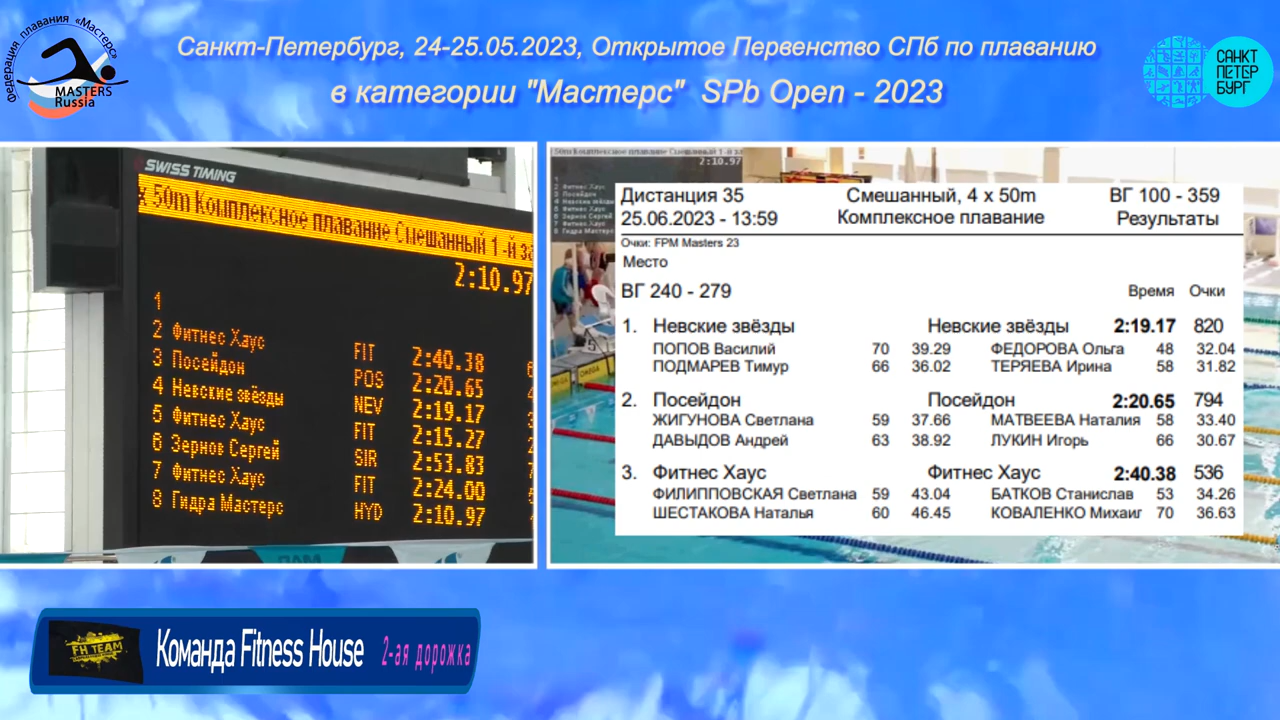 Федерация плавания «Мастерс»
MASTERS
Russia
Санкт-Петербург, 24-25.05.2023, Открытое Первенство СПб по плаванию
в категории "Мастерс" SPb Open - 2023
САНКТ
ПЕТЕР
БУРГ
SWISS TIMING
x 50m Комплексное плавание Смешанный 1-й за
2:10.97
1
2 Фитнес Хаус FIT 2:40.38
3 Посейдон POS 2:20.65
4 Невские звёзды NEV 2:19.17
5 Фитнес Хаус FIT 2:15.27
6 Зернов Сергей SIR 2:53.83
7 Фитнес Хаус FIT 2:24.00
8 Гидра Мастерс HYD 2:10.97
2:10.97
Дистанция 35 Смешанный, 4 x 50m ВГ 100 - 359
25.06.2023 - 13:59 Комплексное плавание Результаты
Очки: FPM Masters 23
Место
ВГ 240 - 279 Время Очки
1. Невские звёзды Невские звёзды 2:19.17 820
ПОПОВ Василий 70 39.29 ФЕДОРОВА Ольга 48 32.04
ПОДМАРЕВ Тимур 66 36.02 ТЕРЯЕВА Ирина 58 31.82
2. Посейдон Посейдон 2:20.65 794
ЖИГУНОВА Светлана 59 37.66 МАТВЕЕВА Наталия 58 33.40
ДАВЫДОВ Андрей 63 38.92 ЛУКИН Игорь 66 30.67
3. Фитнес Хаус Фитнес Хаус 2:40.38 536
ФИЛИППОВСКАЯ Светлана 59 43.04 БАТКОВ Станислав 53 34.26
ШЕСТАКОВА Наталья 60 46.45 КОВАЛЕНКО Михаиг 70 36.63
FH TEAM
Команда Fitness House 2-ая дорожка